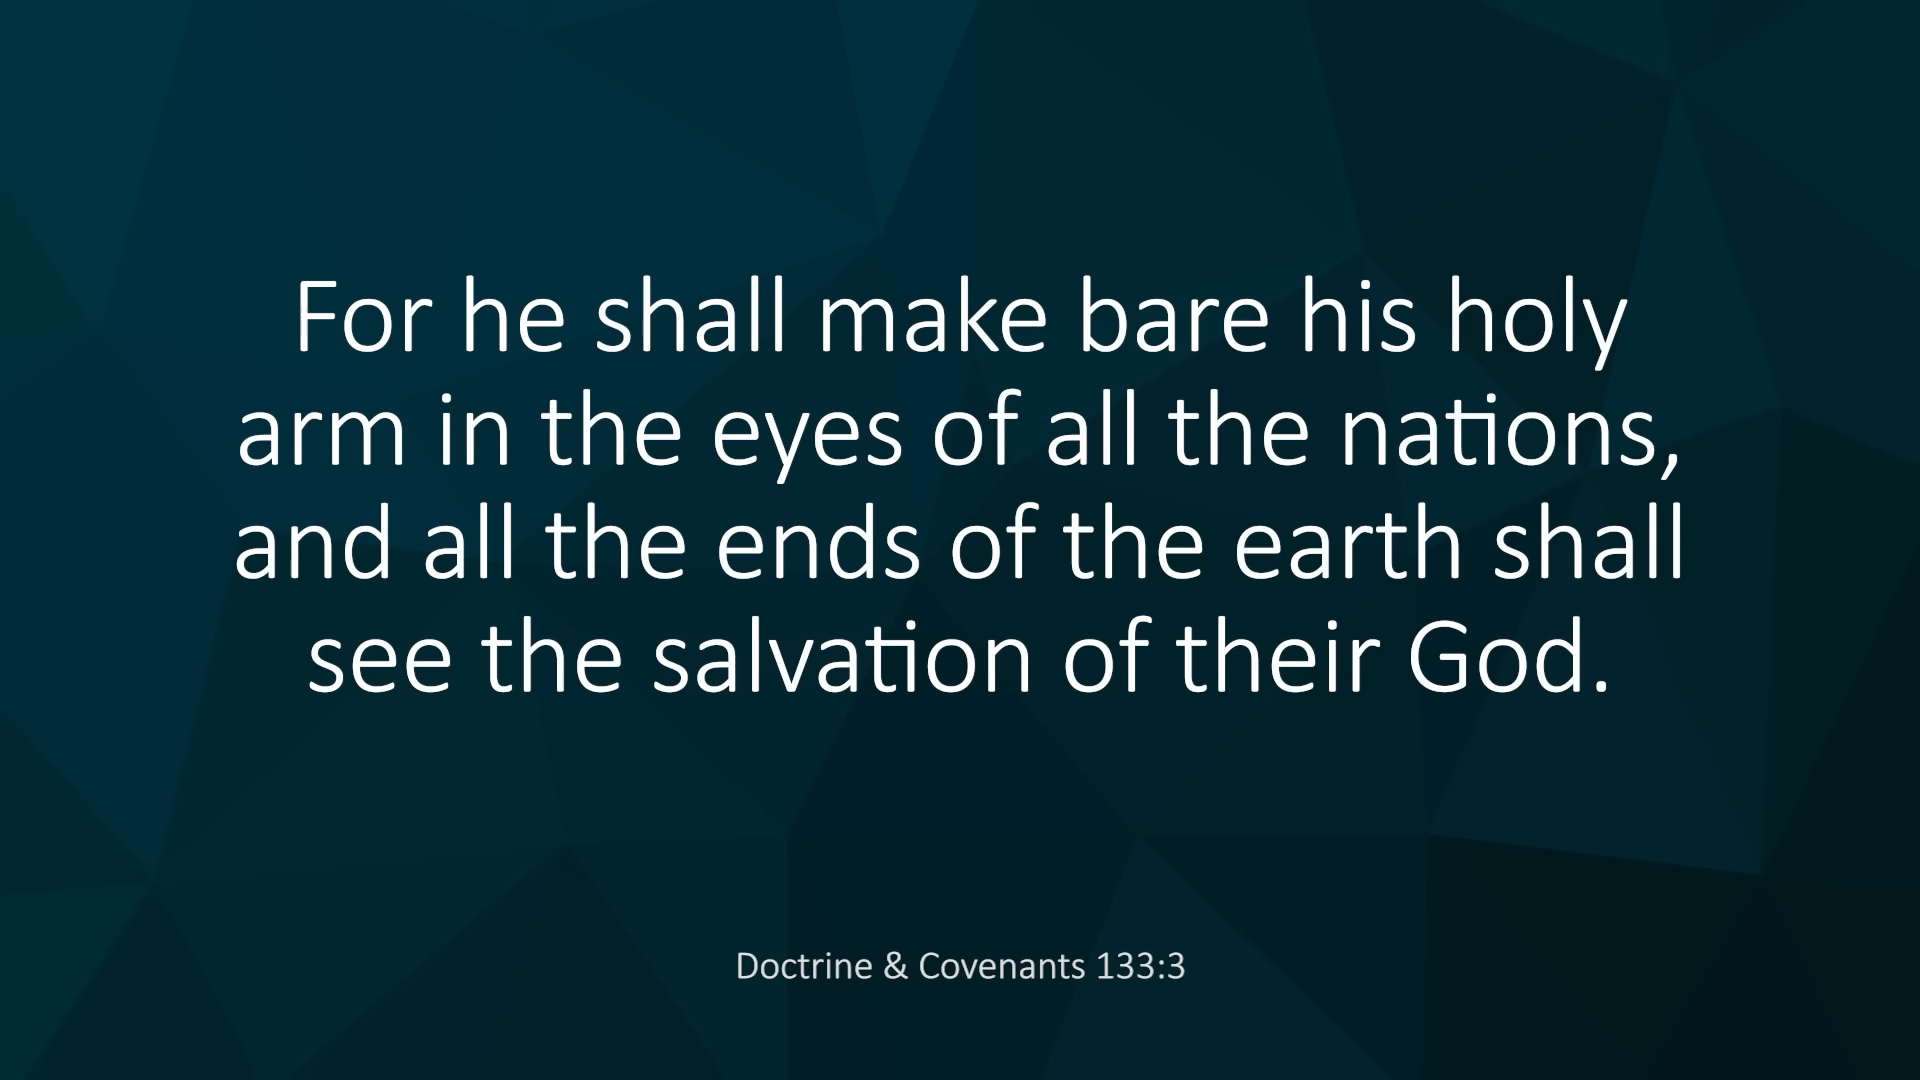 For he shall make bare his holy
arm in the eyes of all the nations,
and all the ends of the earth shall
see the salvation of their God.
Doctrine & Covenants 133:3